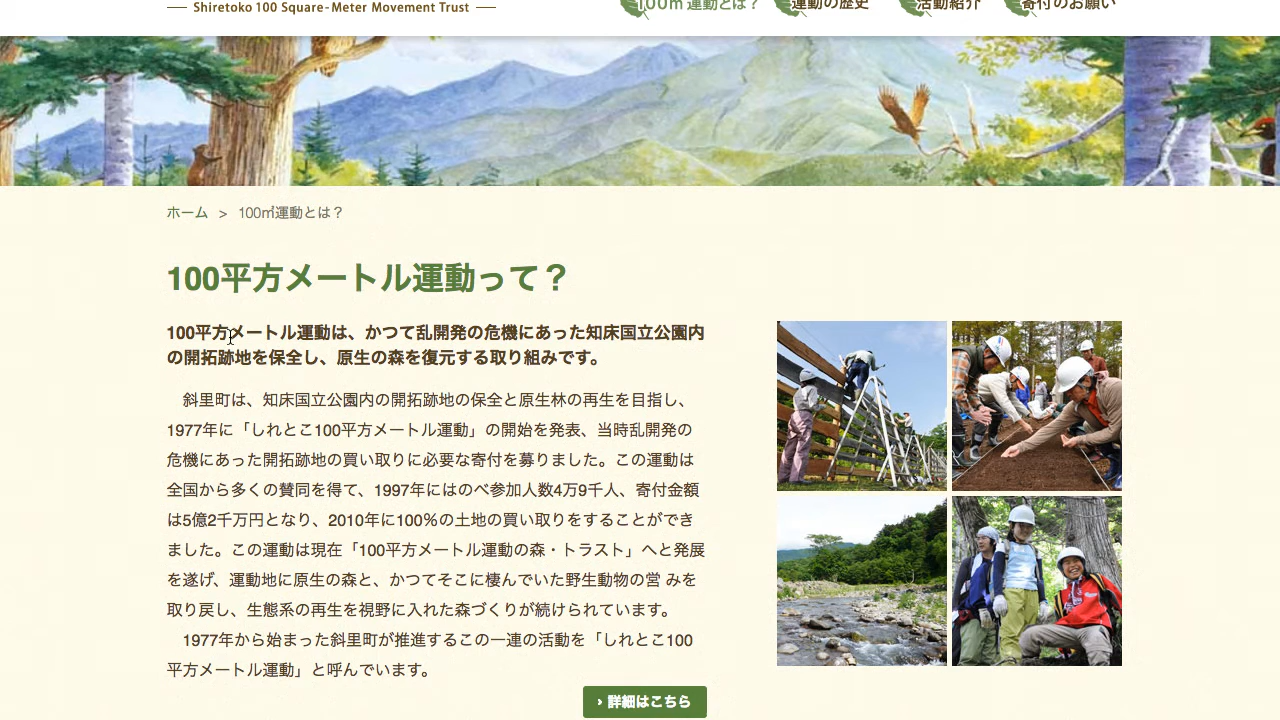 Shiretoko 100 Square-Meter Movement Trust
100㎡運動とは？
運動の歴史
活動紹介
寄付のお願い
ホーム > 100㎡運動とは？
100平方メートル運動って？
100平方メートル運動は、かつて乱開発の危機にあった知床国立公園内
の開拓跡地を保全し、原生の森を復元する取り組みです。
斜里町は、知床国立公園内の開拓跡地の保全と原生林の再生を目指し、
1977年に「しれとこ100平方メートル運動」の開始を発表、当時乱開発の
危機にあった開拓跡地の買い取りに必要な寄付を募りました。この運動は
全国から多くの賛同を得て、1997年にはのべ参加人数4万9千人、寄付金額
は5億2千万円となり、2010年に100％の土地の買い取りをすることができ
ました。この運動は現在「100平方メートル運動の森・トラスト」へと発展
を遂げ、運動地に原生の森と、かつてそこに棲んでいた野生動物の営 みを
取り戻し、生態系の再生を視野に入れた森づくりが続けられています。
1977年から始まった斜里町が推進するこの一連の活動を「しれとこ100
平方メートル運動」と呼んでいます。
› 詳細はこちら